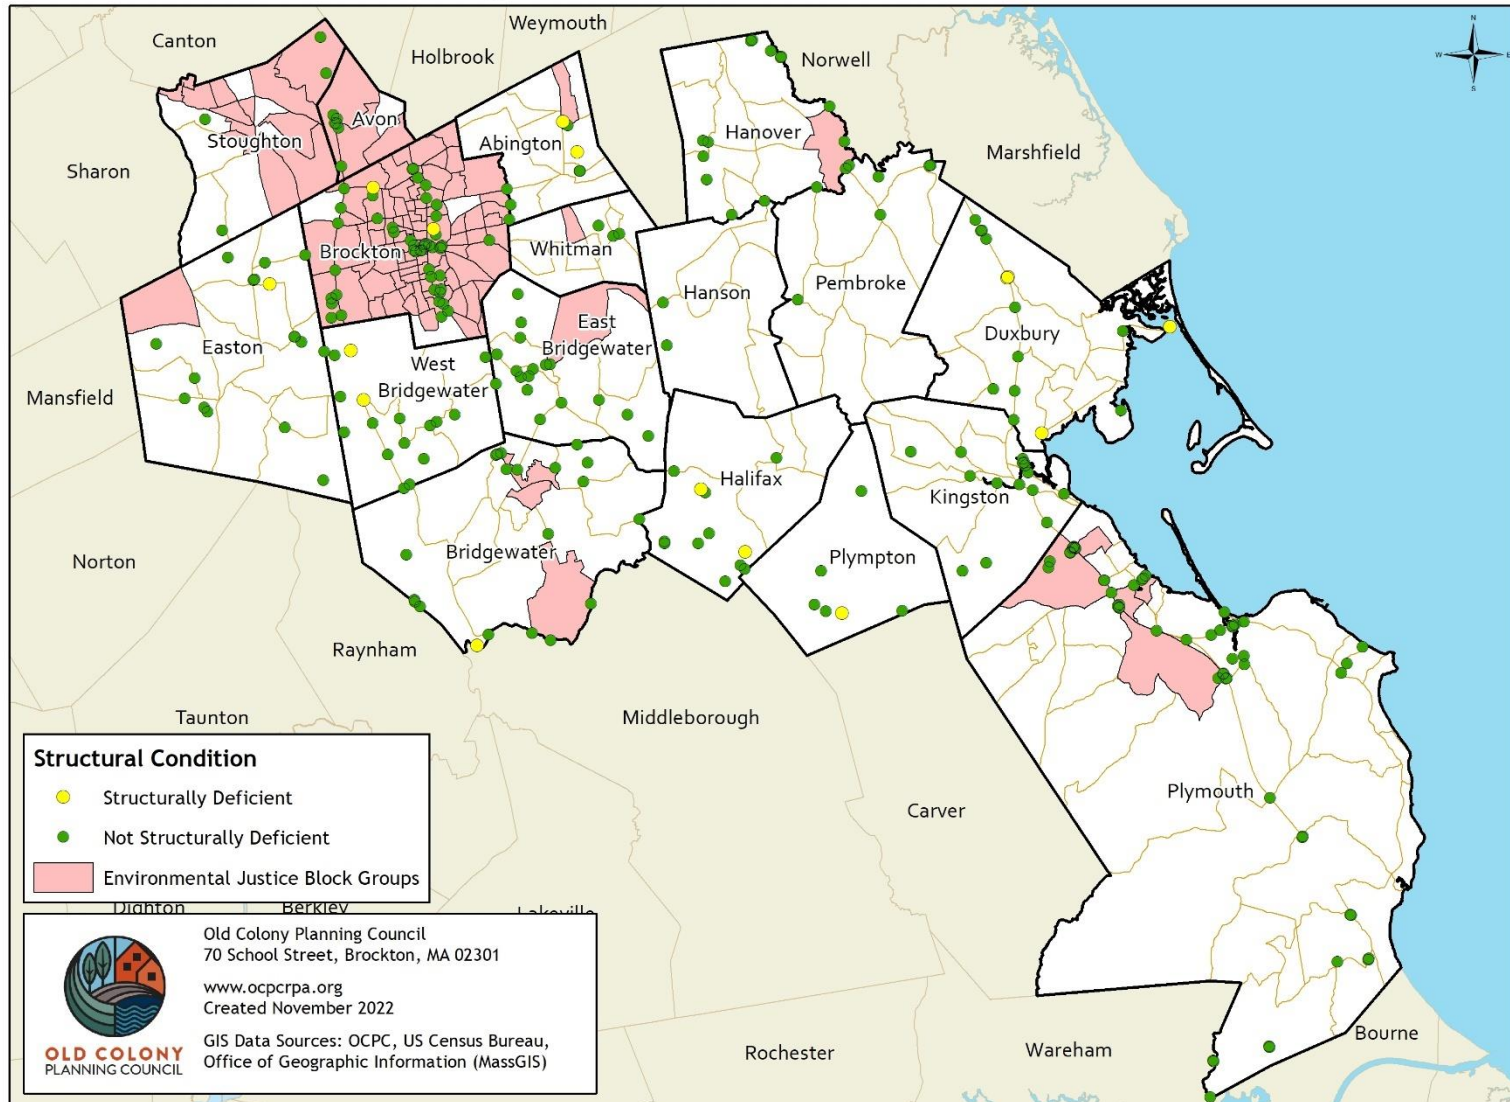 Weymouth
Canton
Holbrook
Norwell
N
W
E
S
Avon
Stoughton
Abington
Hanover
Marshfield
Sharon
Brockton
Whitman
Hanson
Pembroke
East
Bridgewater
Duxbury
Easton
West
Bridgewater
Mansfield
Halifax
Kingston
Bridgewater
Plympton
Norton
Raynham
Taunton
Middleborough
Plymouth
Carver
Structural Condition
Structurally Deficient
Not Structurally Deficient
Environmental Justice Block Groups
Dighton
Berkley
Lakeville
Old Colony Planning Council
70 School Street, Brockton, MA 02301
www.ocpcrpa.org
Created November 2022
GIS Data Sources: OCPC, US Census Bureau,
Office of Geographic Information (MassGIS)
OLD COLONY
PLANNING COUNCIL
Rochester
Wareham
Bourne